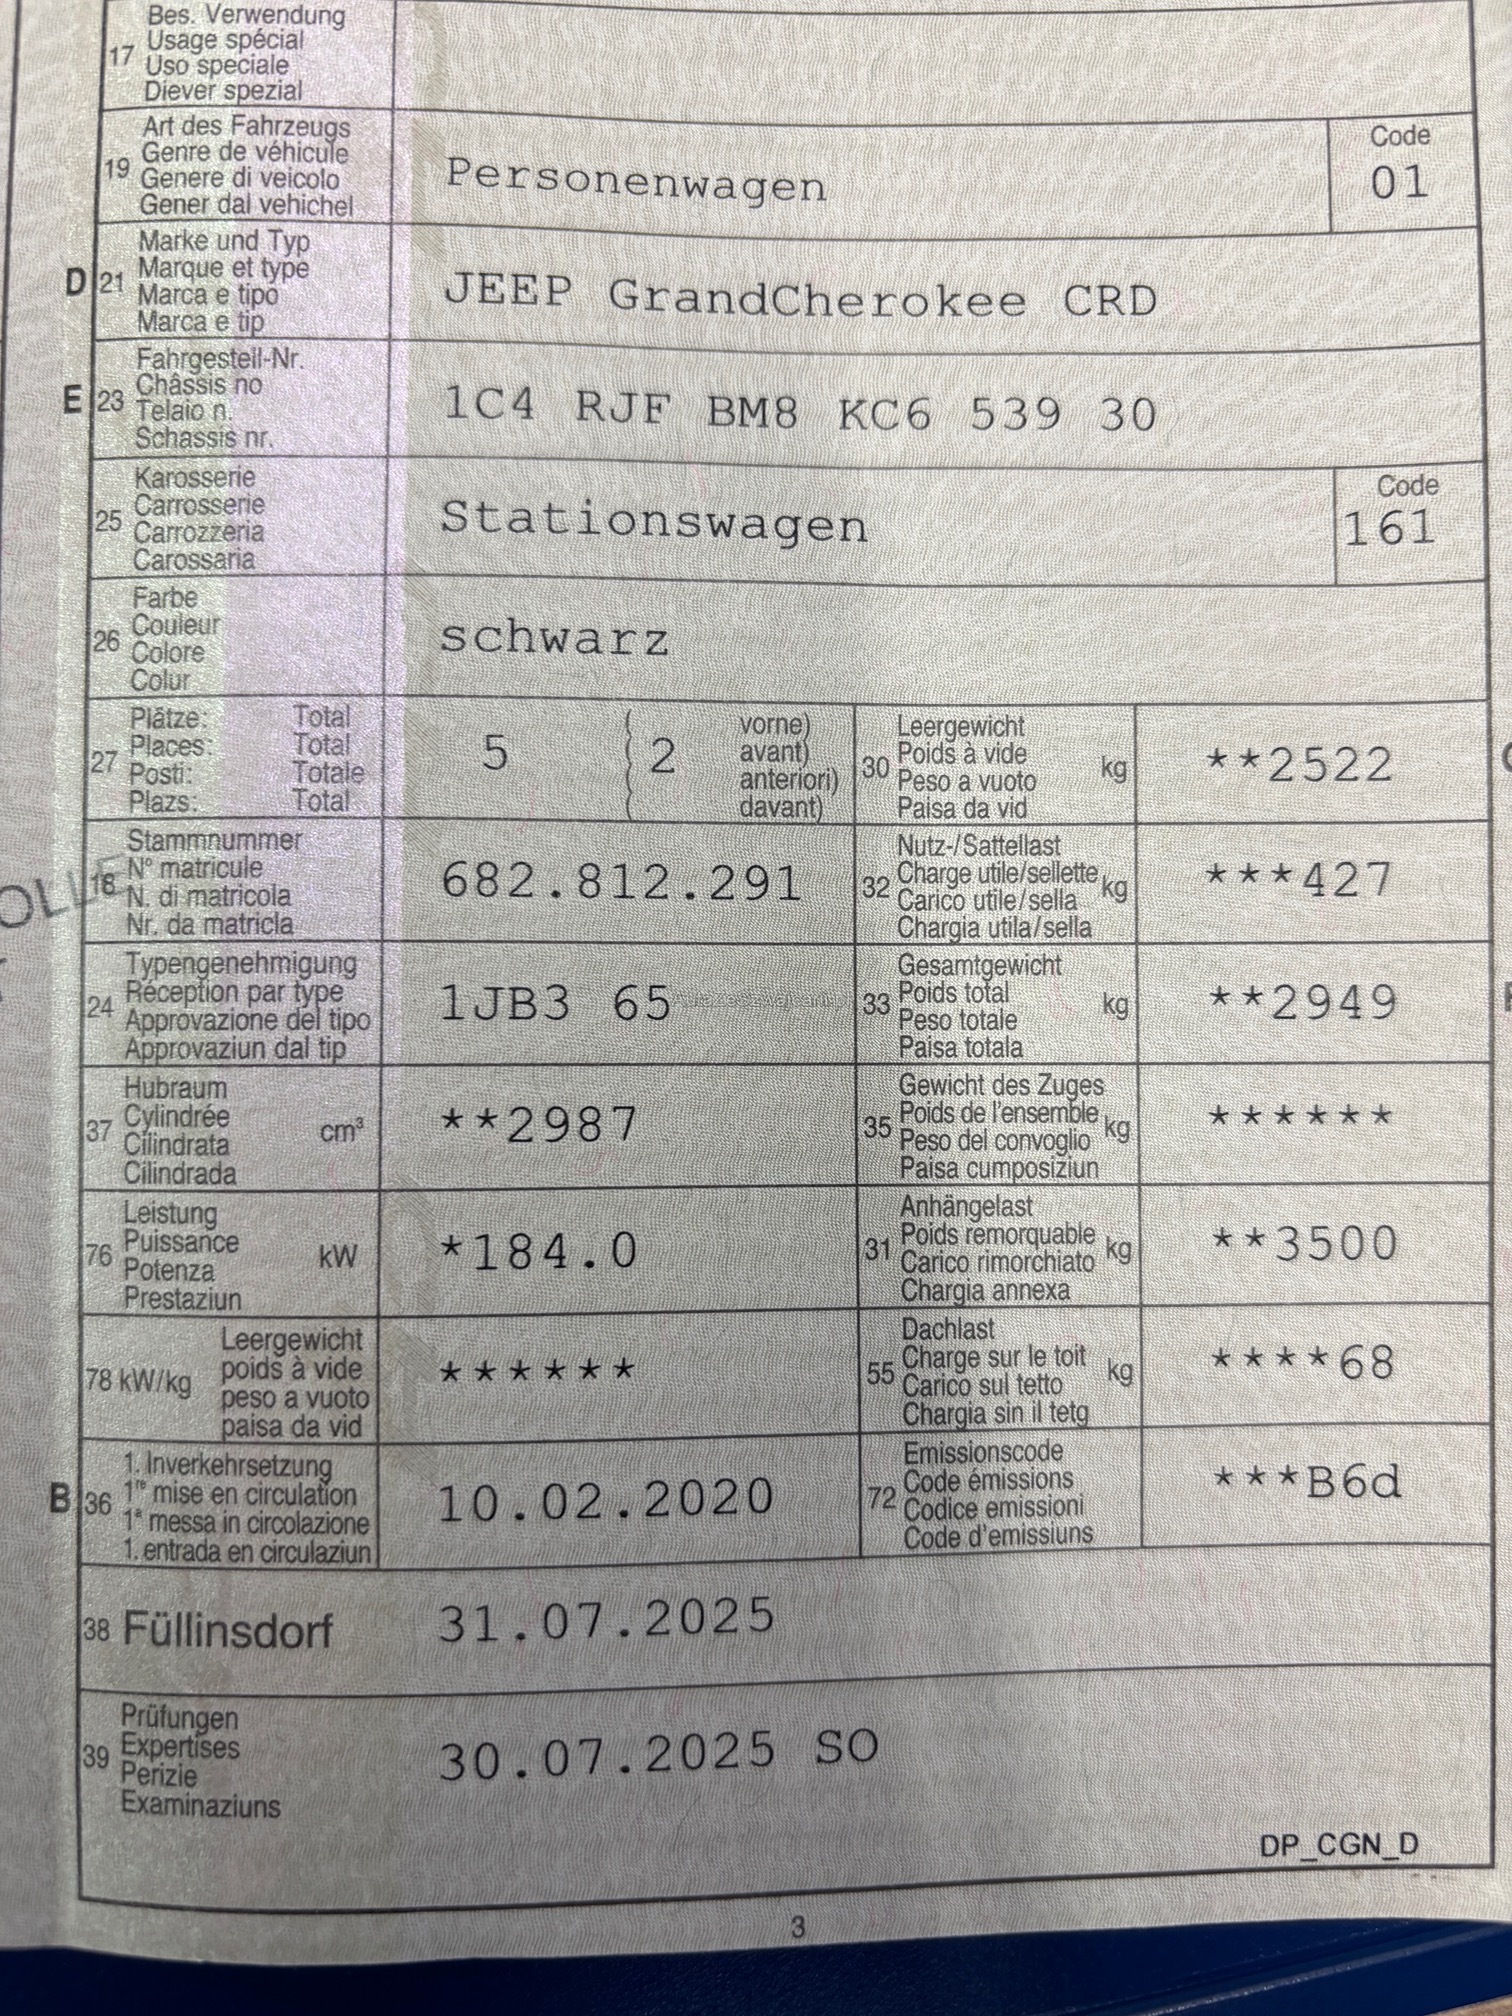 17 Bes. Verwendung
Usage spécial
Uso speciale
Diever spezial
19 Art des Fahrzeugs
Genre de véhicule
Genere di veicolo
Gener dal vehichel
Personenwagen
Code
01
D 21 Marke und Typ
Marque et type
Marca e tipo
Marca e tip
JEEP GrandCherokee CRD
E 23 Fahrgestell-Nr.
Châssis no
Telaio n.
Schassis nr.
1C4 RJF BM8 KC6 539 30
25 Karosserie
Carrosserie
Carrozzeria
Carossaria
Stationswagen
Code
161
26 Farbe
Couleur
Colore
Colur
schwarz
27 Plätze: Total
Places: Total
Posti: Totale
Plazs: Total
5 ( 2 vorne)
avant)
anteriori)
davant)
30 Leergewicht
Poids à vide
Peso a vuoto
Paisa da vid
kg
**2522
18 Stammnummer
N° matricule
N. di matricola
Nr. da matricla
682.812.291
32 Nutz-/Sattellast
Charge utile/sellette
Carico utile/sella
Chargia utila/sella
kg
***427
24 Typengenehmigung
Réception par type
Approvazione del tipo
Approvaziun dal tip
1JB3 65
33 Gesamtgewicht
Poids total
Peso totale
Paisa totala
kg
**2949
37 Hubraum
Cylindrée
Cilindrata
Cilindrada
cm³
**2987
35 Gewicht des Zuges
Poids de l'ensemble
Peso del convoglio
Paisa cumposiziun
kg
******
76 Leistung
Puissance
Potenza
Prestaziun
kW
*184.0
31 Anhängelast
Poids remorquable
Carico rimorchiato
Chargia annexa
kg
**3500
78 kW/kg Leergewicht
poids à vide
peso a vuoto
paisa da vid
******
55 Dachlast
Charge sur le toit
Carico sul tetto
Chargia sin il tetg
kg
****68
B 36 1. Inverkehrsetzung
1re mise en circulation
1a messa in circolazione
1. entrada en circulaziun
10.02.2020
72 Emissionscode
Code émissions
Codice emissioni
Code d'emissiuns
***B6d
38 Füllinsdorf
31.07.2025
39 Prüfungen
Expertises
Perizie
Examinaziuns
30.07.2025 SO
DP_CGN_D
3